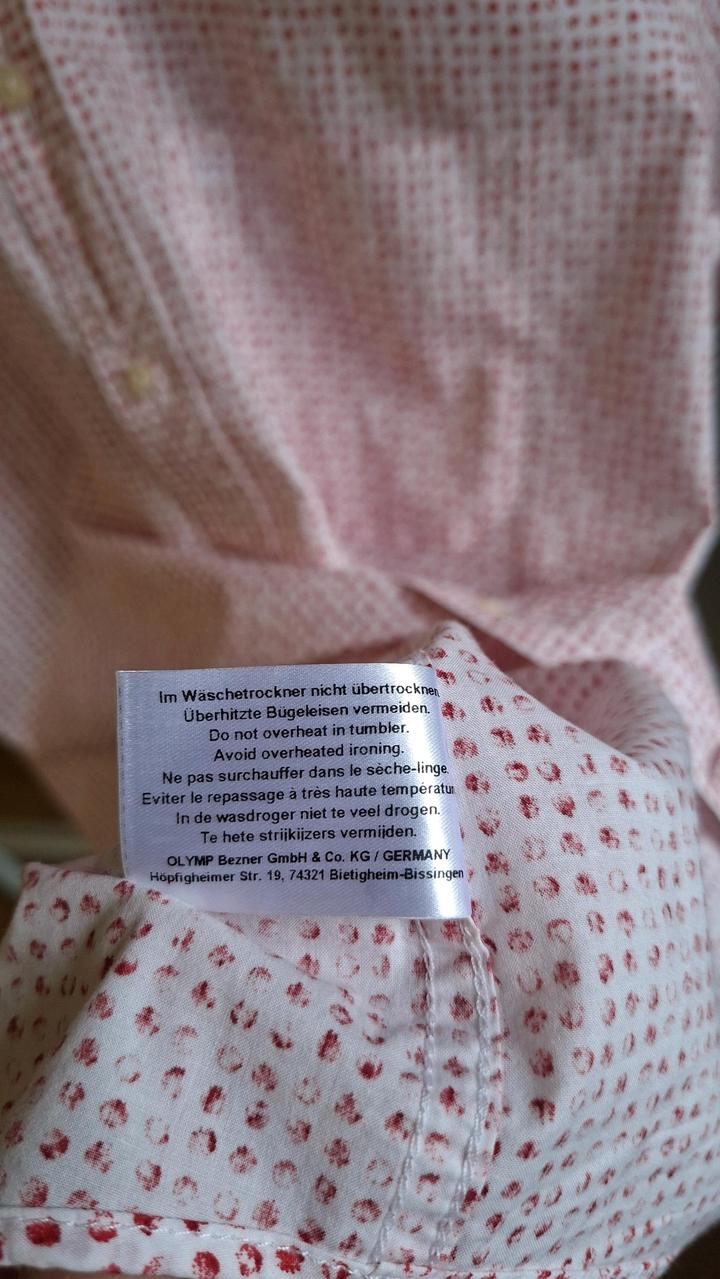 Im Wäschetrockner nicht übertrocknen
Überhitzte Bügeleisen vermeiden.
Do not overheat in tumbler.
Avoid overheated ironing.
Ne pas surchauffer dans le sèche-linge.
Eviter le repassage à très haute températur
In de wasdroger niet te veel drogen.
Te hete strijkijzers vermijden.
OLYMP Bezner GmbH & Co. KG / GERMANY
Höpfigheimer Str. 19, 74321 Bietigheim-Bissingen